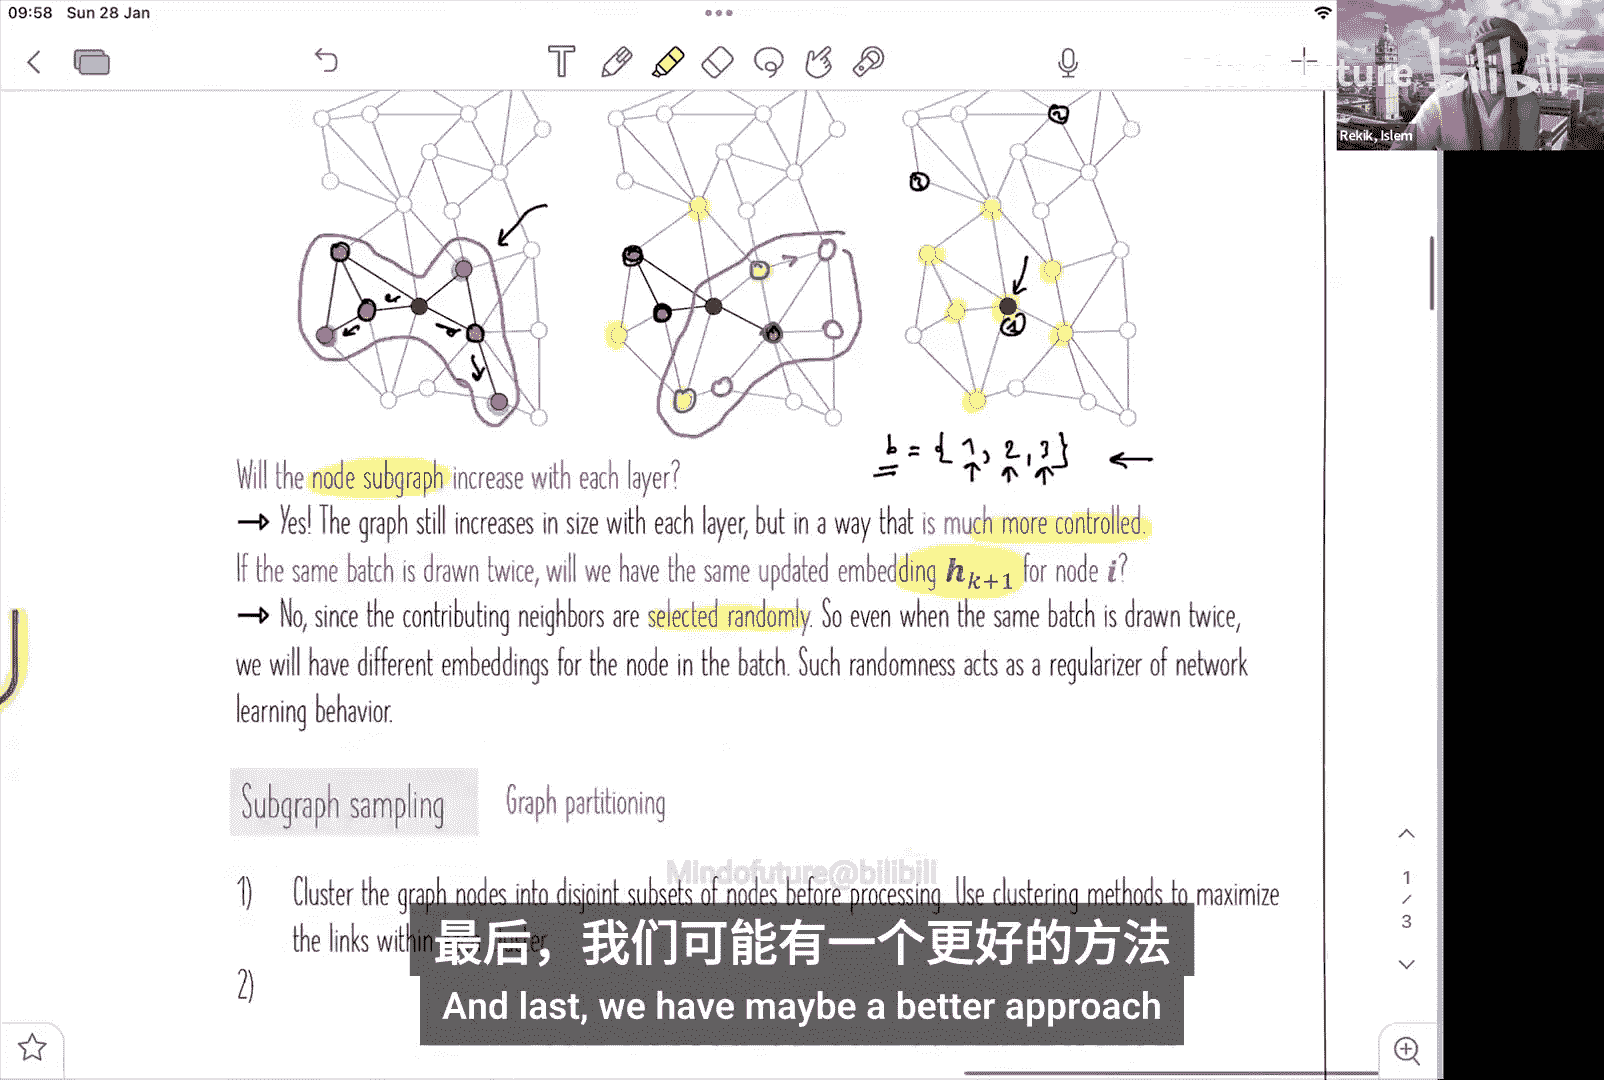 09:58 Sun 28 Jan
ture
bilibili
Rekik, Islem
2
2
1
b = { 1, 2, 3 }
Will the node subgraph increase with each layer?
→ Yes! The graph still increases in size with each layer, but in a way that is much more controlled.
If the same batch is drawn twice, will we have the same updated embedding h_{k+1} for node i?
→ No, since the contributing neighbors are selected randomly. So even when the same batch is drawn twice,
we will have different embeddings for the node in the batch. Such randomness acts as a regularizer of network
learning behavior.
Subgraph sampling Graph partitioning
Mindofuture@bilibili
1) Cluster the graph nodes into disjoint subsets of nodes before processing. Use clustering methods to maximize
the links within
2)
最后，我们可能有一个更好的方法
And last, we have maybe a better approach
1
/
3